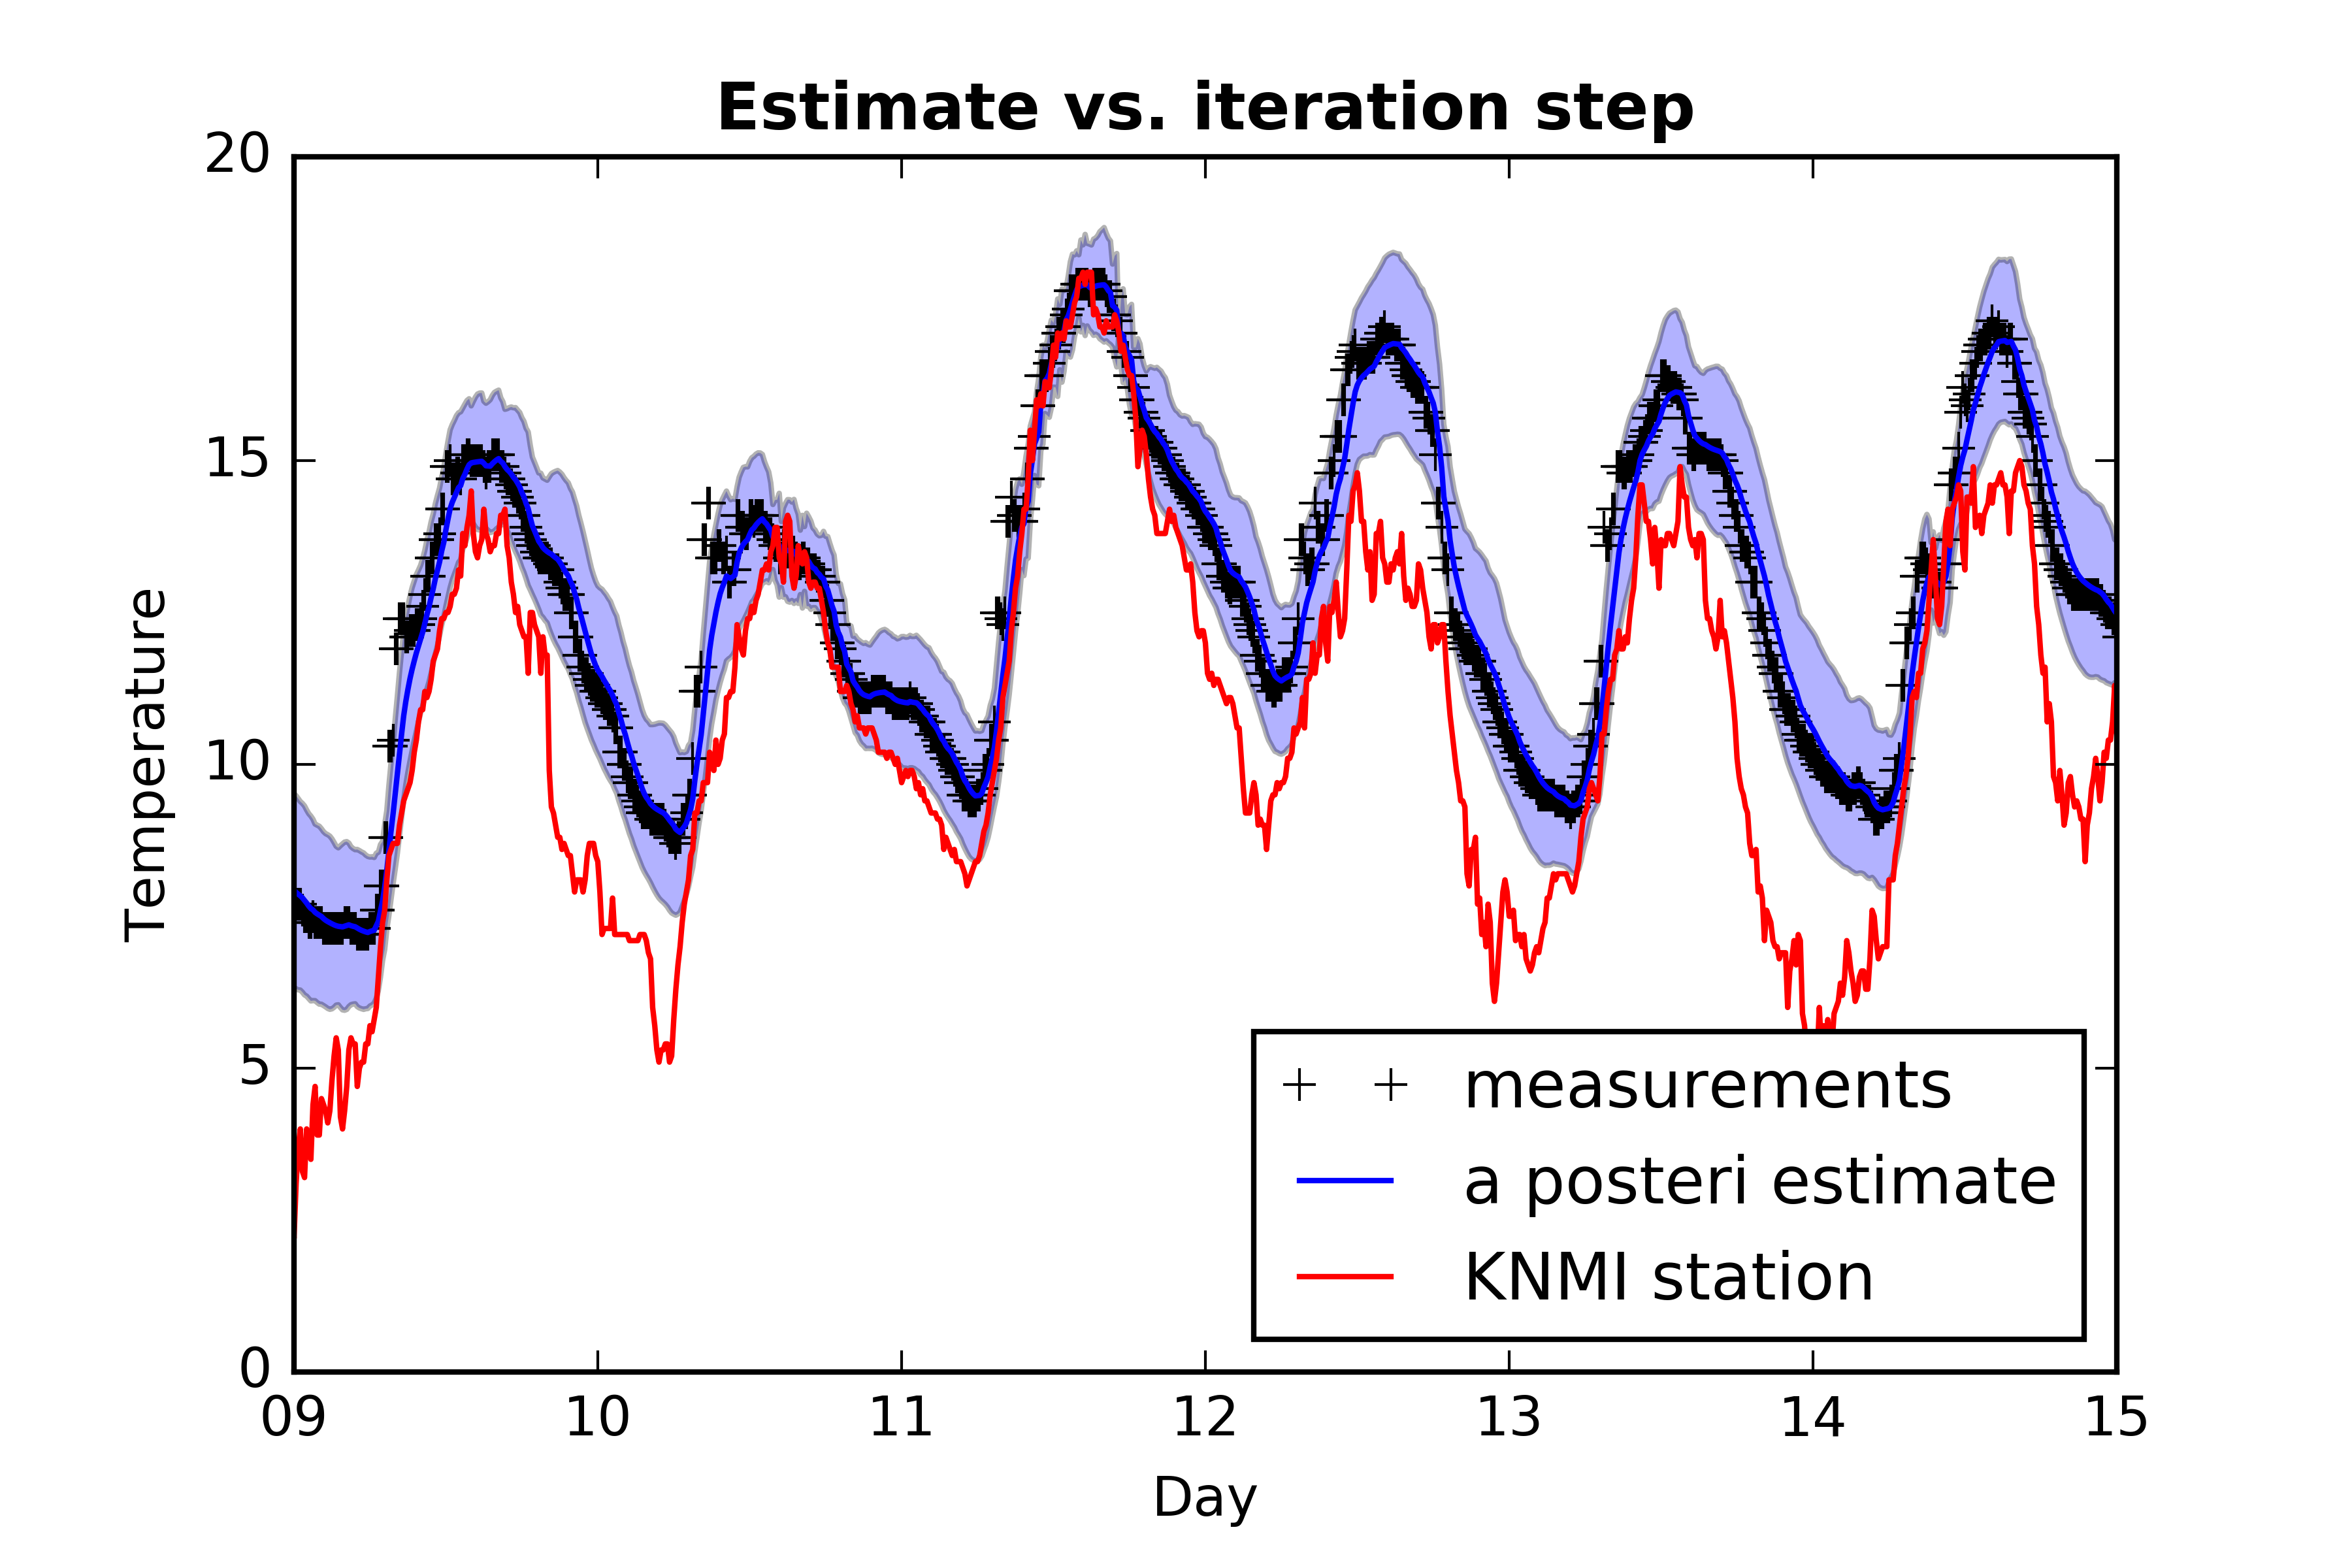 Estimate vs. iteration step
20
15
10
5
0
Temperature
09 10 11 12 13 14 15
Day
measurements
a posteri estimate
KNMI station